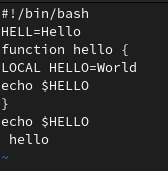 #!/bin/bash
HELL=Hello
function hello {
LOCAL HELLO=World
echo $HELLO
}
echo $HELLO
 hello
~